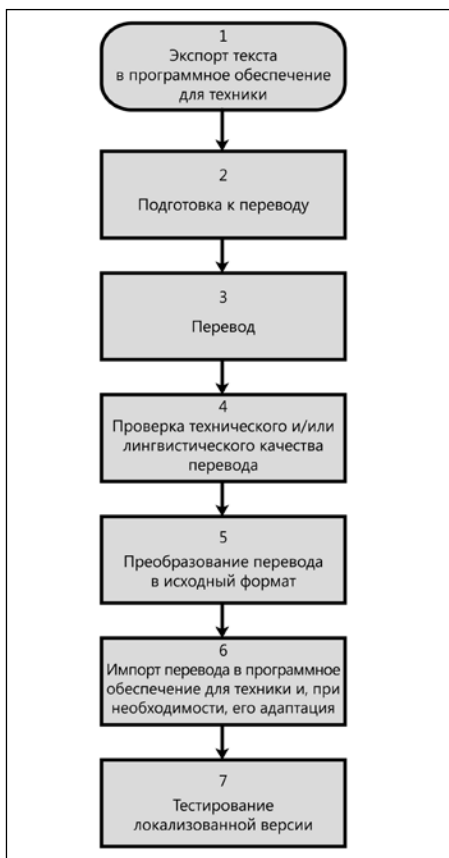 1
Экспорт текста
в программное обеспечение
для техники
2
Подготовка к переводу
3
Перевод
4
Проверка технического и/или
лингвистического качества
перевода
5
Преобразование перевода
в исходный формат
6
Импорт перевода в программное
обеспечение для техники и, при
необходимости, его адаптация
7
Тестирование
локализованной версии